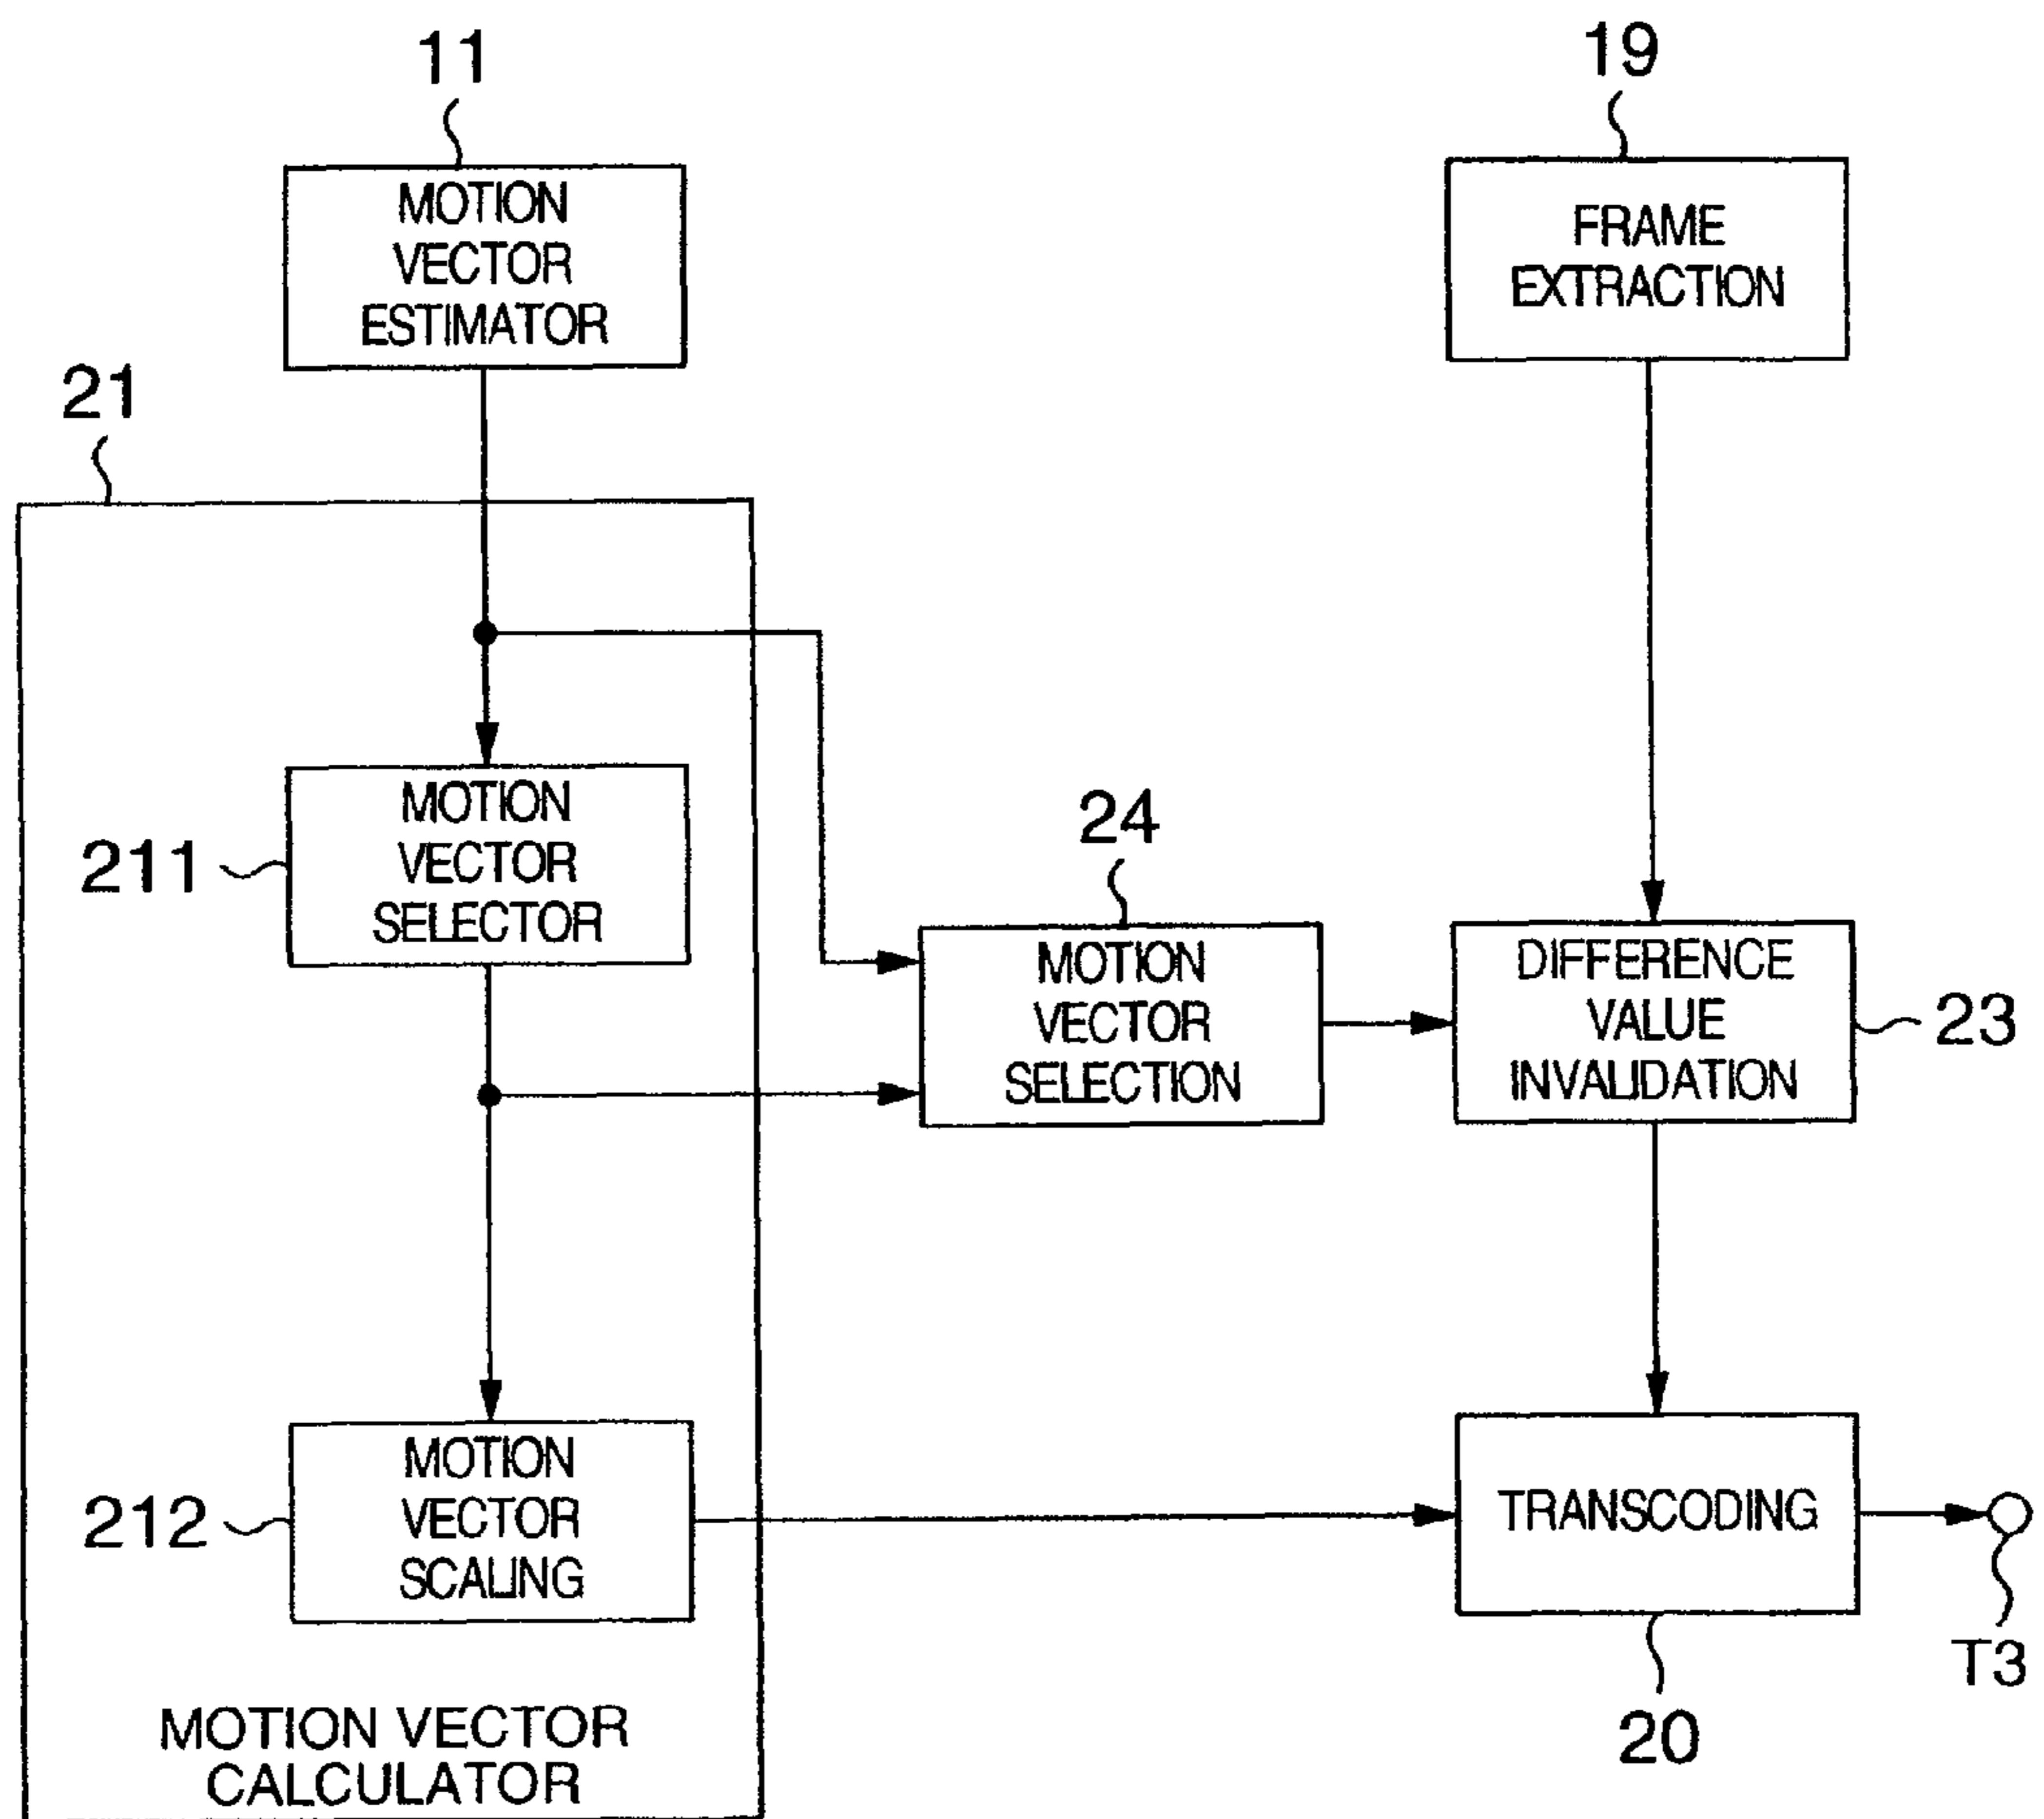 11
19
MOTION
VECTOR
ESTIMATOR
FRAME
EXTRACTION
21
MOTION
VECTOR
SELECTOR
211
24
MOTION
VECTOR
SELECTION
DIFFERENCE
VALUE
INVALIDATION
23
MOTION
VECTOR
SCALING
212
TRANSCODING
T3
20
MOTION VECTOR
CALCULATOR